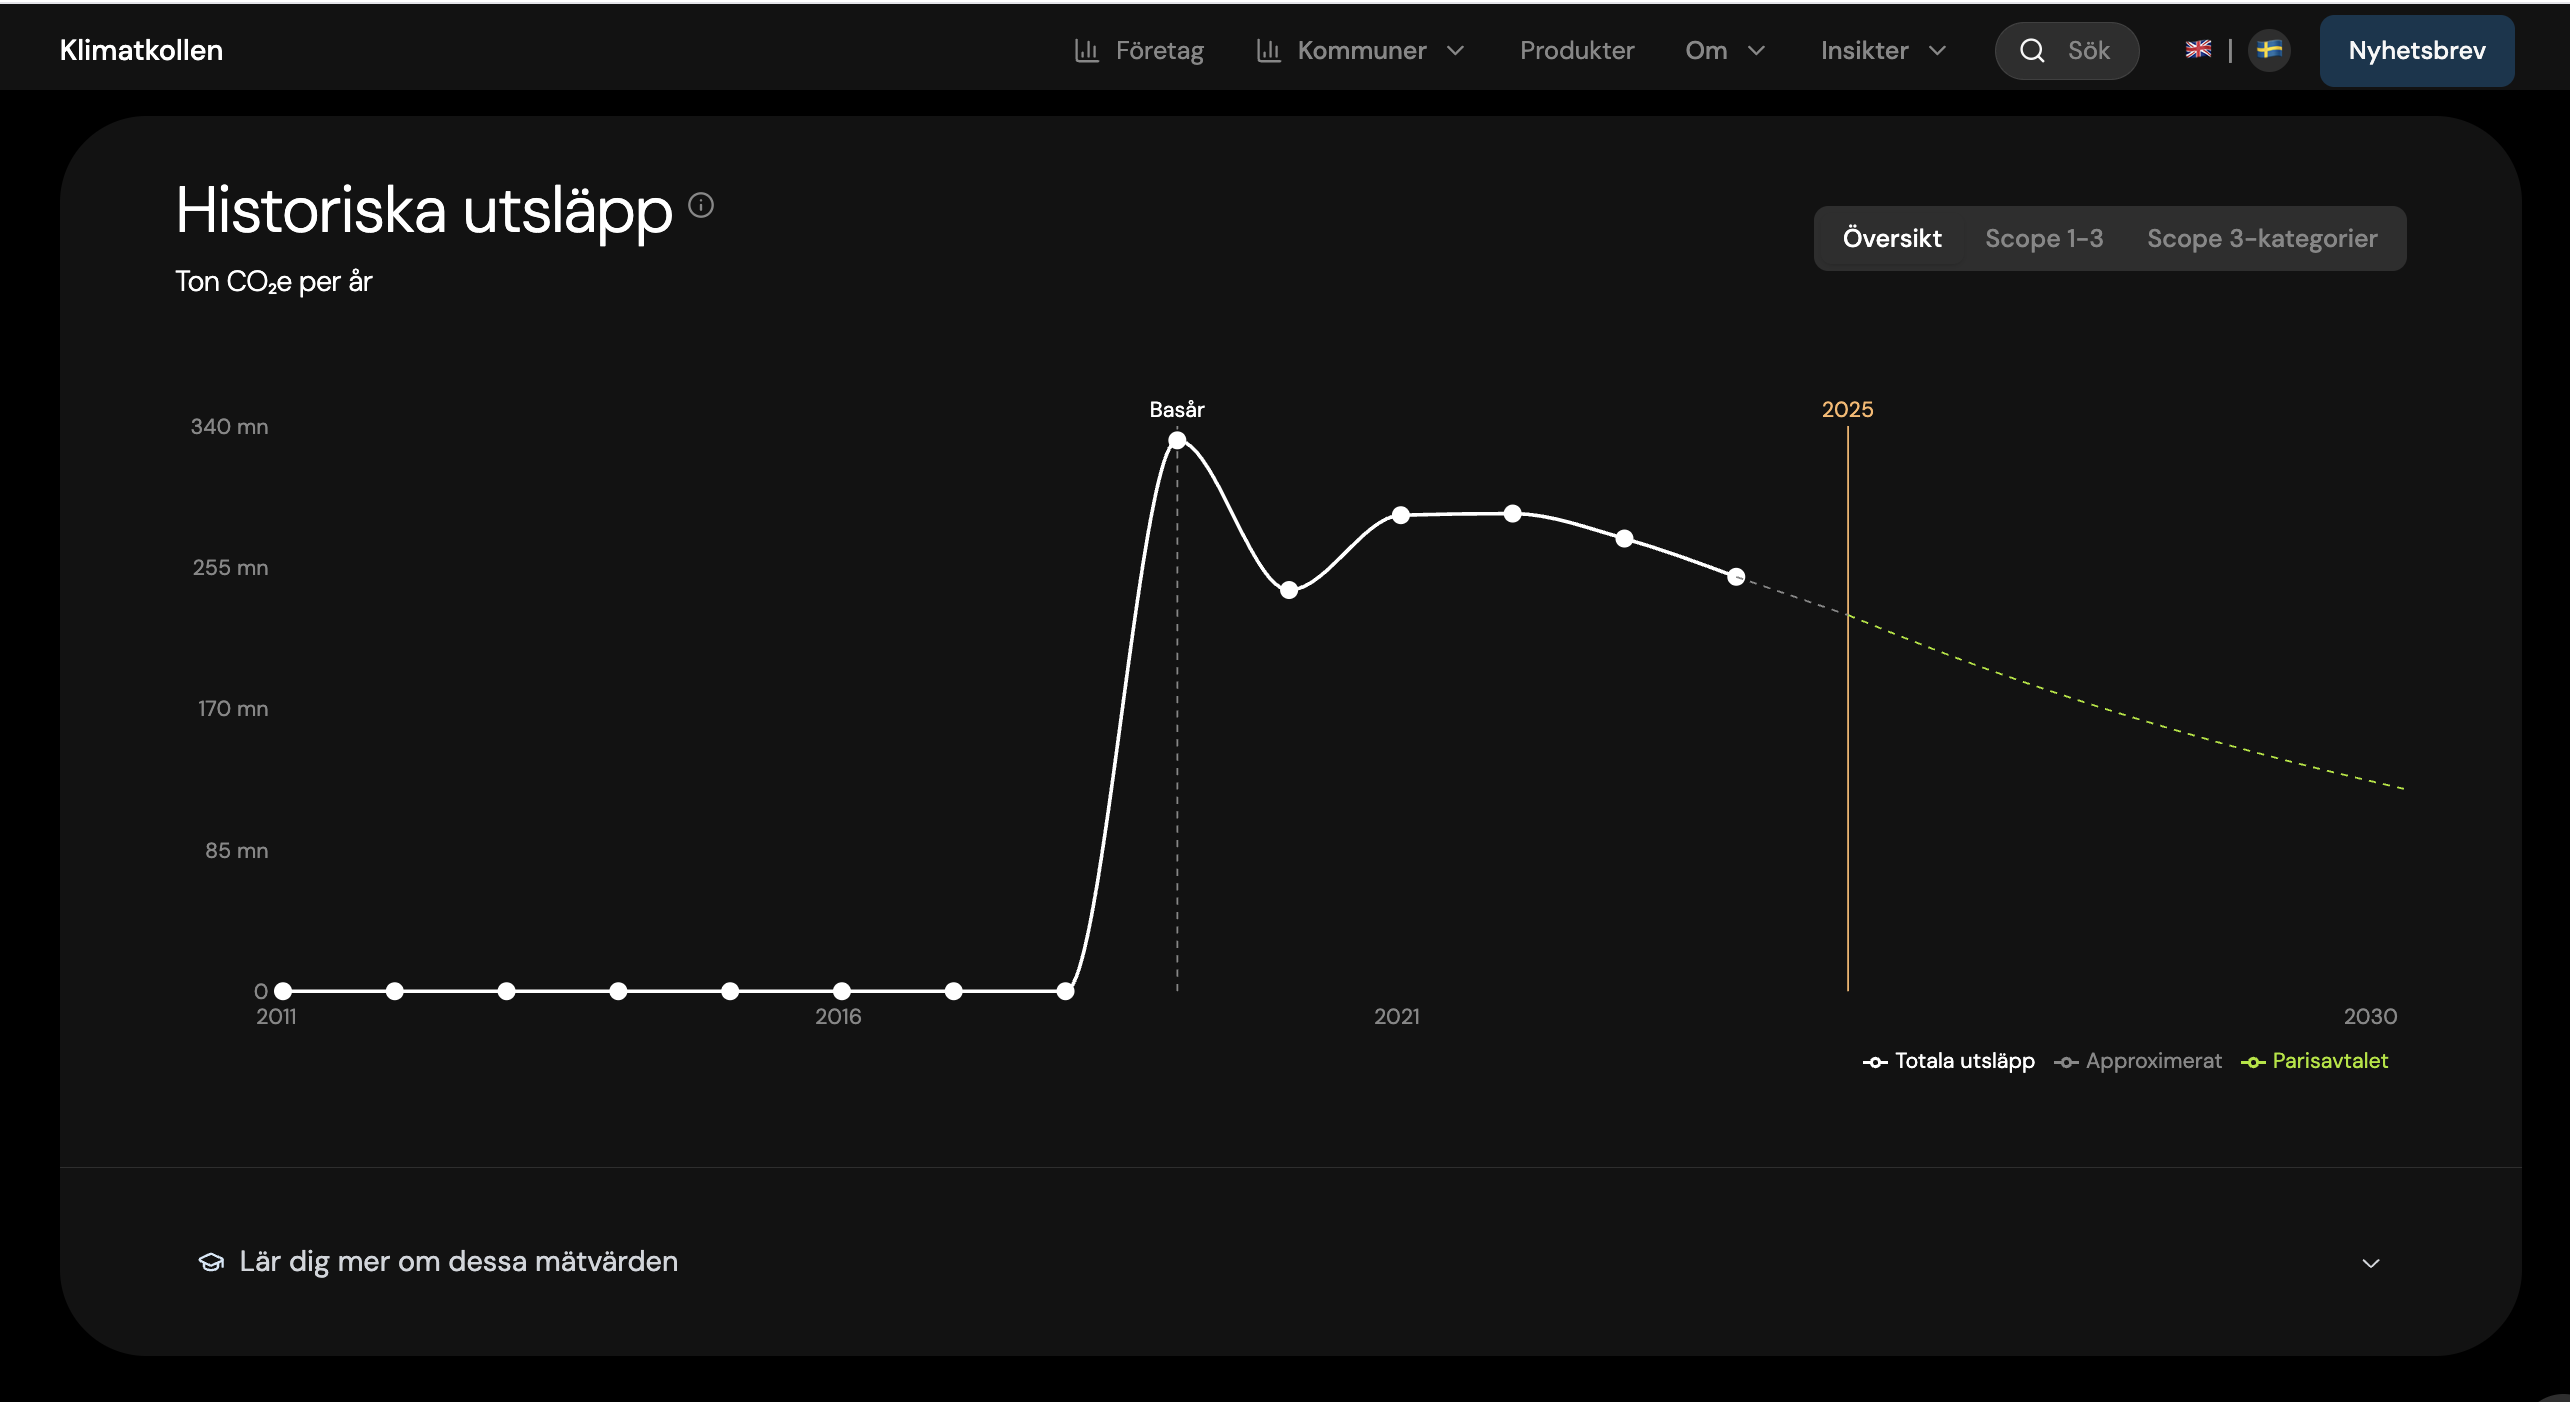 Klimatkollen
Företag
Kommuner
Produkter
Om
Insikter
Sök
|
Nyhetsbrev
Historiska utsläpp
Ton CO₂e per år
Översikt
Scope 1-3
Scope 3-kategorier
Basår
2025
340 mn
255 mn
170 mn
85 mn
0
2011
2016
2021
2030
Totala utsläpp
Approximerat
Parisavtalet
Lär dig mer om dessa mätvärden